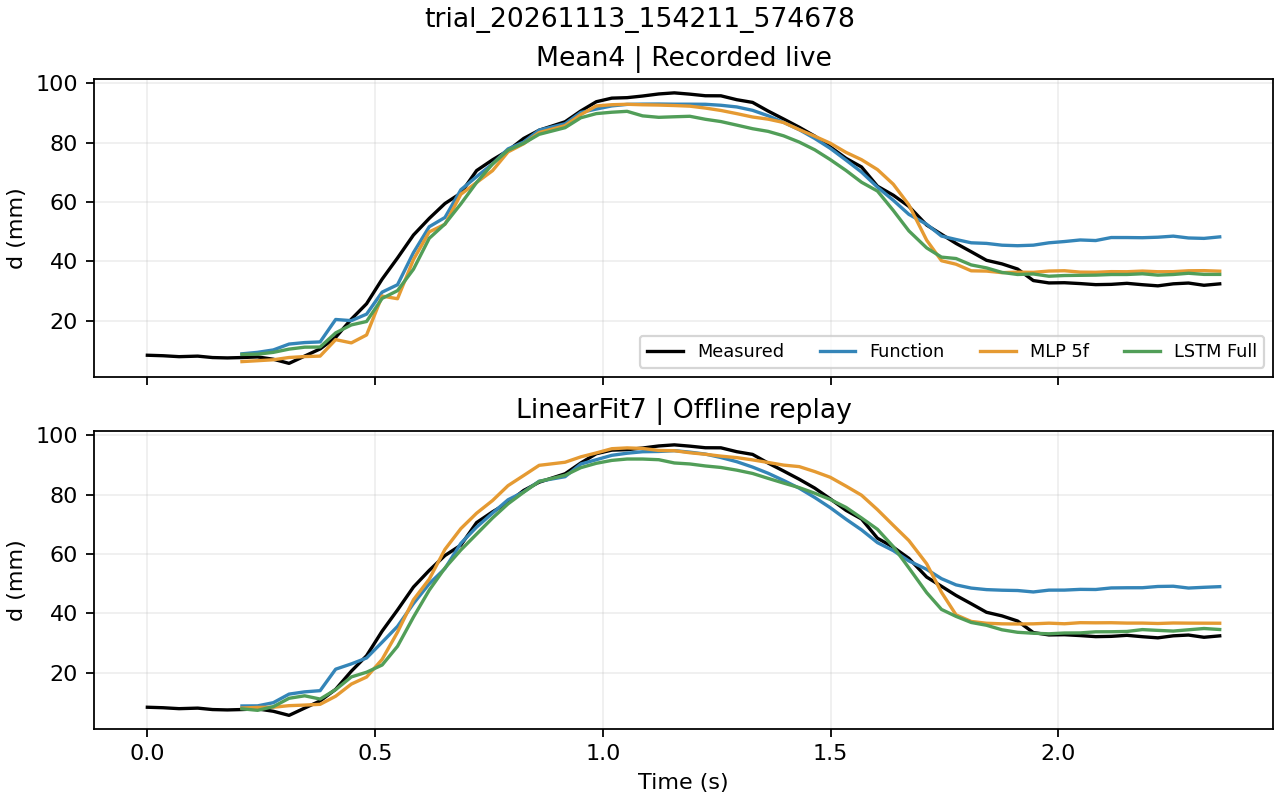 trial_20261113_154211_574678
Mean4 | Recorded live
100
80
60
40
20
d (mm)
Measured Function MLP 5f LSTM Full
LinearFit7 | Offline replay
100
80
60
40
20
d (mm)
0.0 0.5 1.0 1.5 2.0
Time (s)